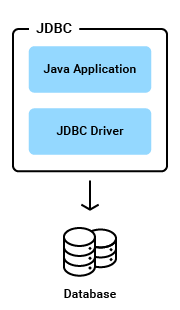 JDBC
Java Application
JDBC Driver
Database